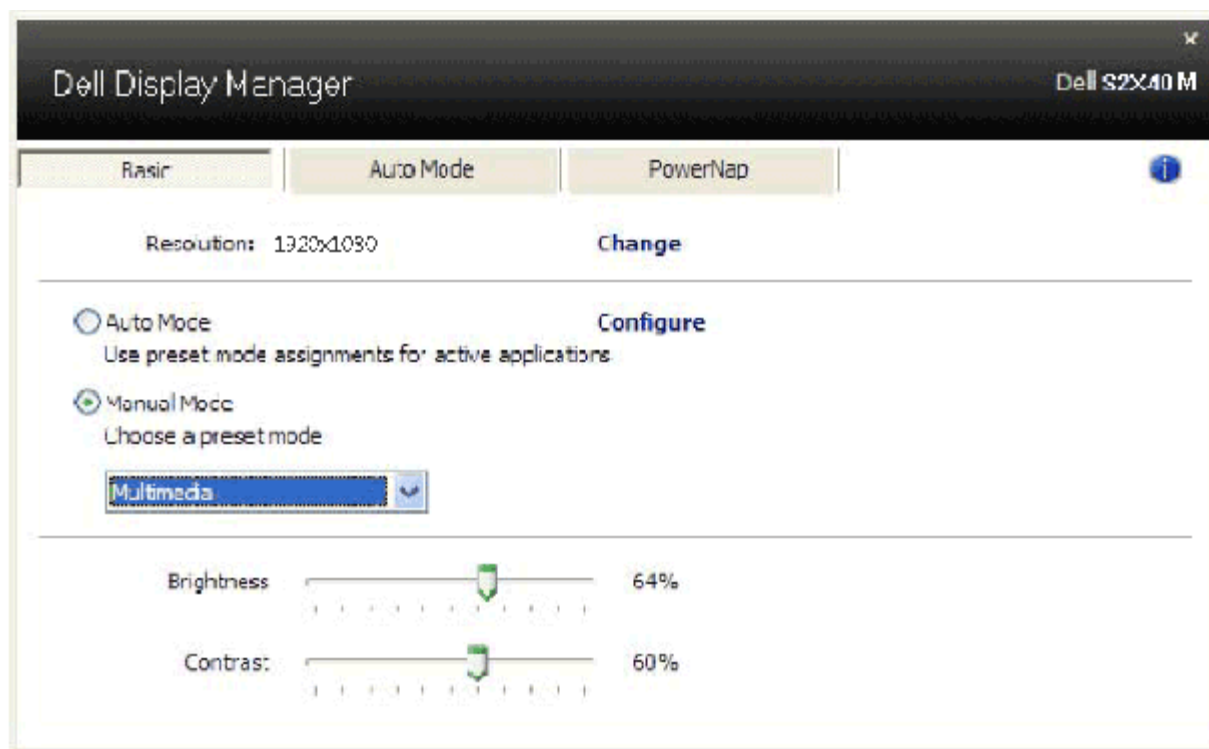 Dell Display Manager
Dell S2X40 M
Basic Auto Mode PowerNap
Resolution: 1920x1080 Change
Auto Mode Configure
Use preset mode assignments for active applications
Manual Mode
Choose a preset mode
Multimedia
Brightness 64%
Contrast 60%